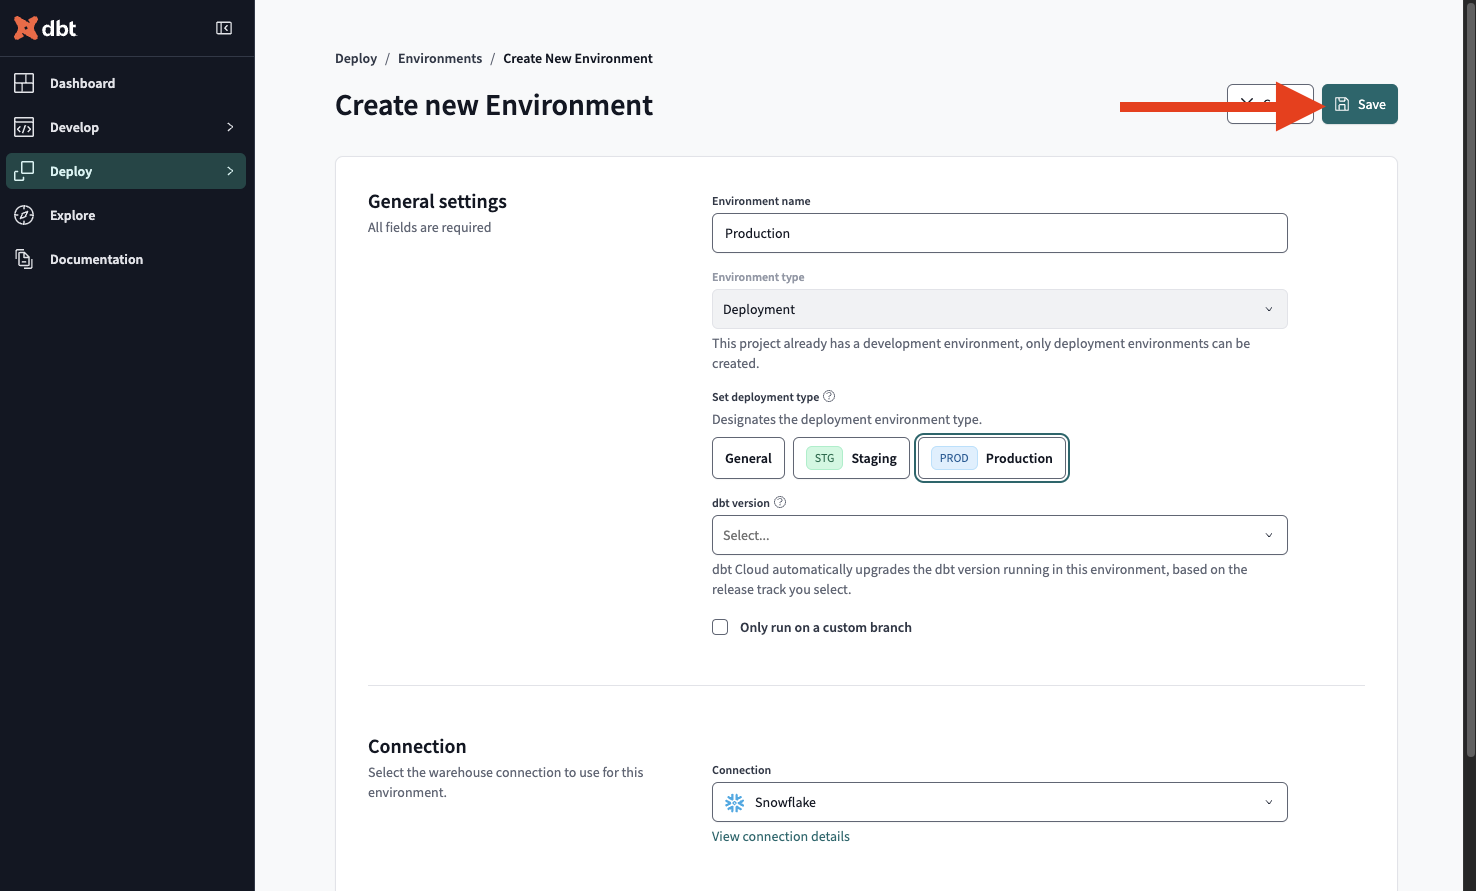 dbt
Dashboard
Develop
Deploy
Explore
Documentation
Deploy / Environments / Create New Environment
Create new Environment
Save
General settings
All fields are required
Environment name
Production
Environment type
Deployment
This project already has a development environment, only deployment environments can be
created.
Set deployment type
Designates the deployment environment type.
General
STG Staging
PROD Production
dbt version
Select...
dbt Cloud automatically upgrades the dbt version running in this environment, based on the
release track you select.
Only run on a custom branch
Connection
Select the warehouse connection to use for this
environment.
Connection
Snowflake
View connection details